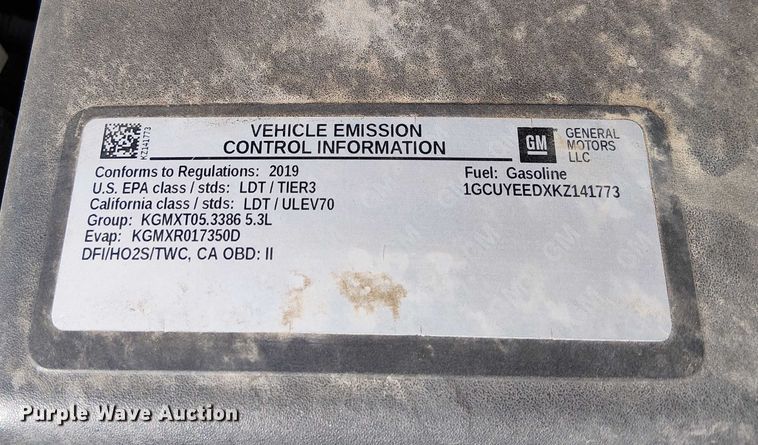 KZ141773
VEHICLE EMISSION
CONTROL INFORMATION
GM
GENERAL
MOTORS
LLC
Conforms to Regulations: 2019
U.S. EPA class / stds: LDT / TIER3
California class / stds: LDT / ULEV70
Group: KGMXT05.3386 5.3L
Evap: KGMXR017350D
DFI/HO2S/TWC, CA OBD: II
Fuel: Gasoline
1GCUYEEDXKZ141773
Purple Wave Auction